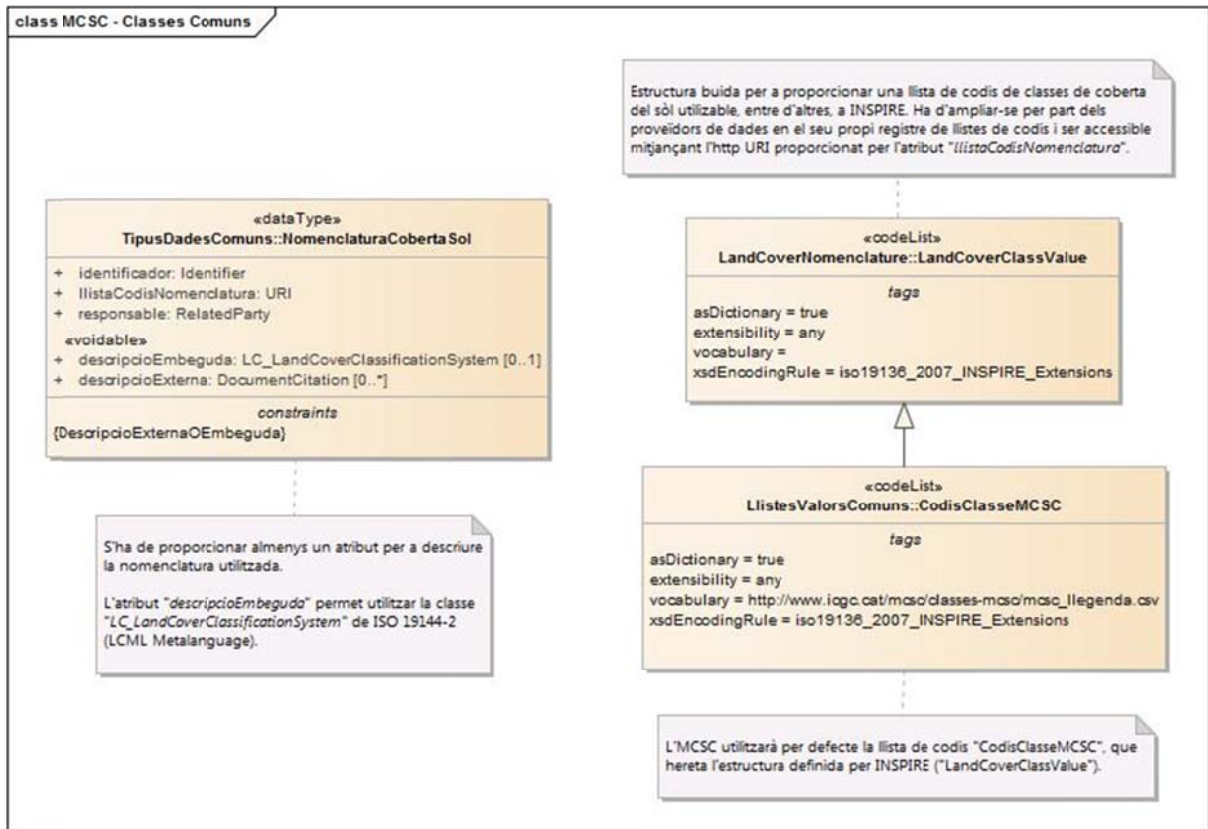 class MCSC - Classes Comuns
Estructura buida per a proporcionar una llista de codis de classes de coberta
del sòl utilizable, entre d'altres, a INSPIRE. Ha d'ampliar-se per part dels
proveïdors de dades en el seu propi registre de llistes de codis i ser accessible
mitjançant l'http URI proporcionat per l'atribut "llistaCodisNomenclatura".
«dataType»
TipusDadesComuns::NomenclaturaCobertaSol
+ identificador: Identifier
+ llistaCodisNomenclatura: URI
+ responsable: RelatedParty
«voidable»
+ descripcioEmbeguda: LC_LandCoverClassificationSystem [0..1]
+ descripcioExterna: DocumentCitation [0..*]
constraints
{DescripcioExternaOEmbeguda}
«codeList»
LandCoverNomenclature::LandCoverClassValue
tags
asDictionary = true
extensibility = any
vocabulary =
xsdEncodingRule = iso19136_2007_INSPIRE_Extensions
«codeList»
LlistesValorsComuns::CodisClasseMCSC
tags
asDictionary = true
extensibility = any
vocabulary = http://www.icgc.cat/mcsc/classes-mcsc/mcsc_llegenda.csv
xsdEncodingRule = iso19136_2007_INSPIRE_Extensions
S'ha de proporcionar almenys un atribut per a descriure
la nomenclatura utilitzada.
L'atribut "descripcioEmbeguda" permet utilitzar la classe
"LC_LandCoverClassificationSystem" de ISO 19144-2
(LCML Metalanguage).
L'MCSC utilitzarà per defecte la llista de codis "CodisClasseMCSC", que
hereta l'estructura definida per INSPIRE ("LandCoverClassValue").